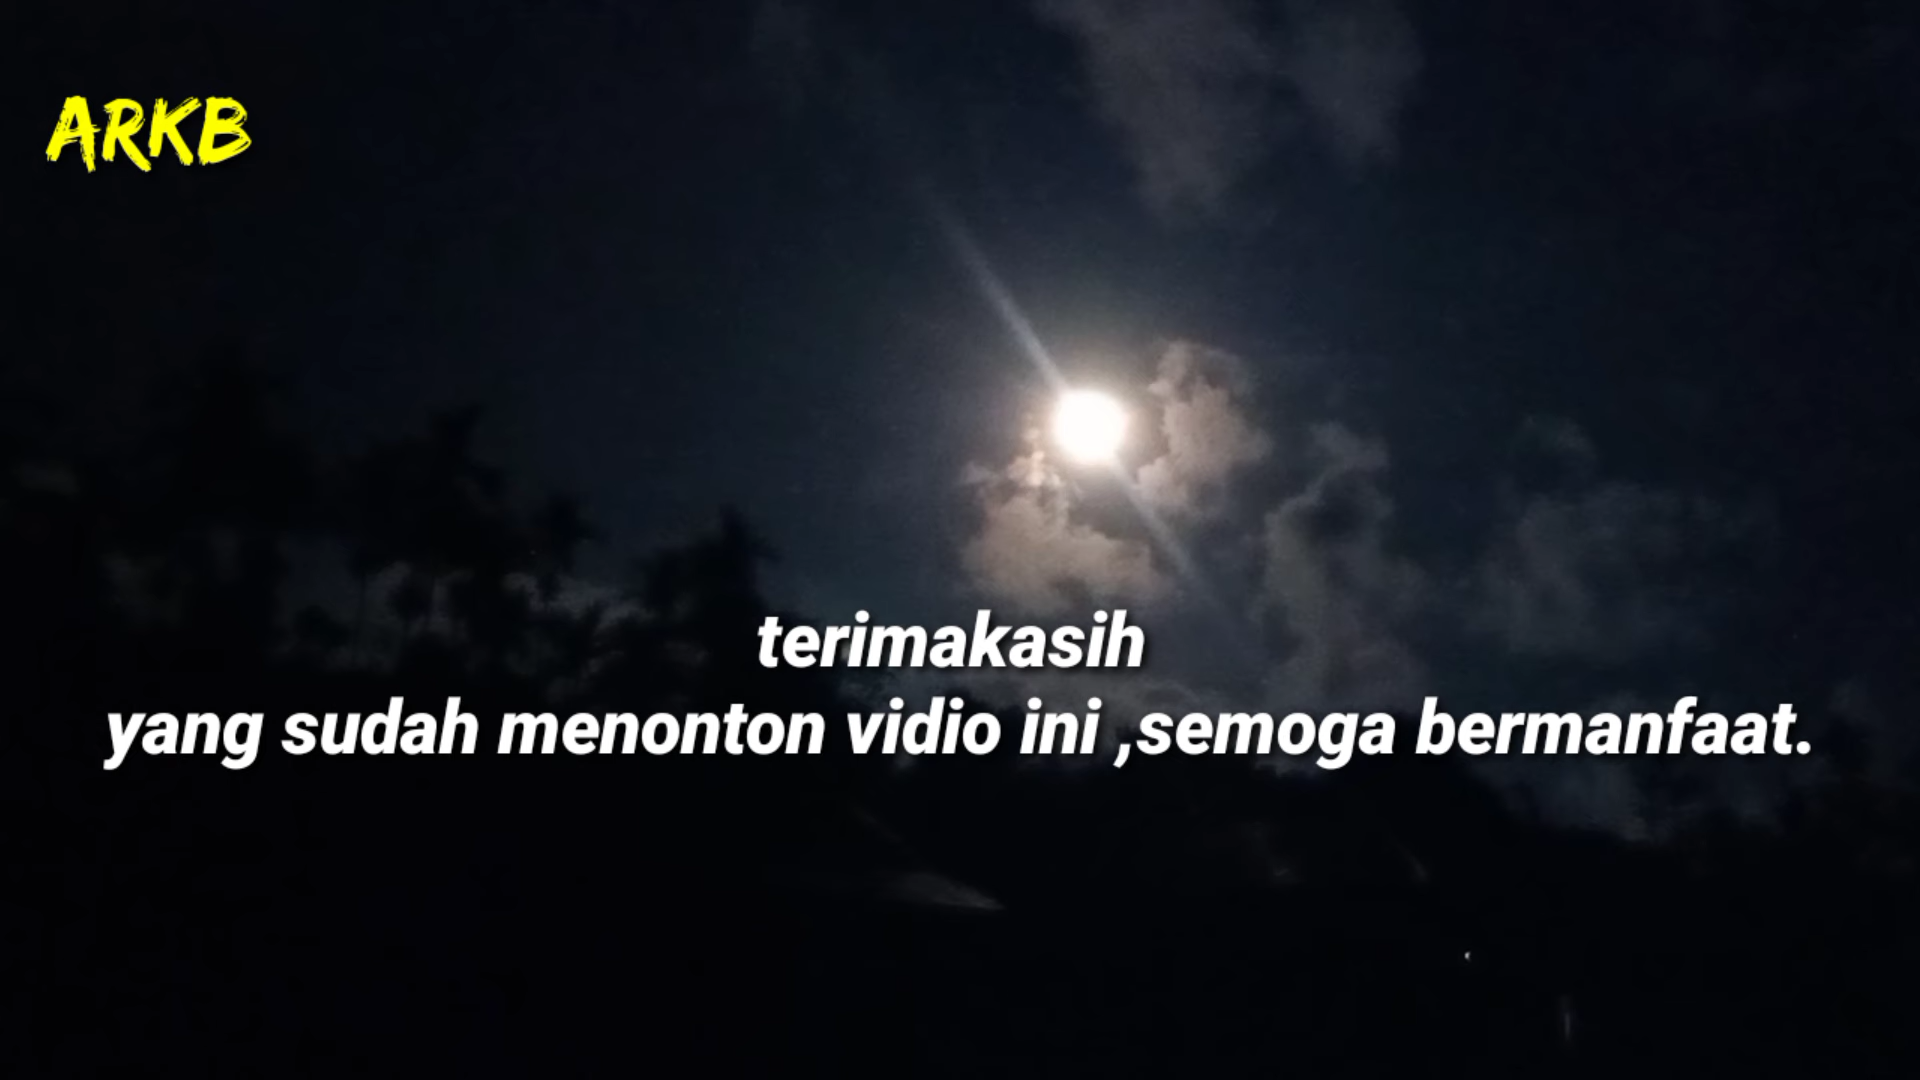 ARKB
terimakasih
yang sudah menonton vidio ini ,semoga bermanfaat.